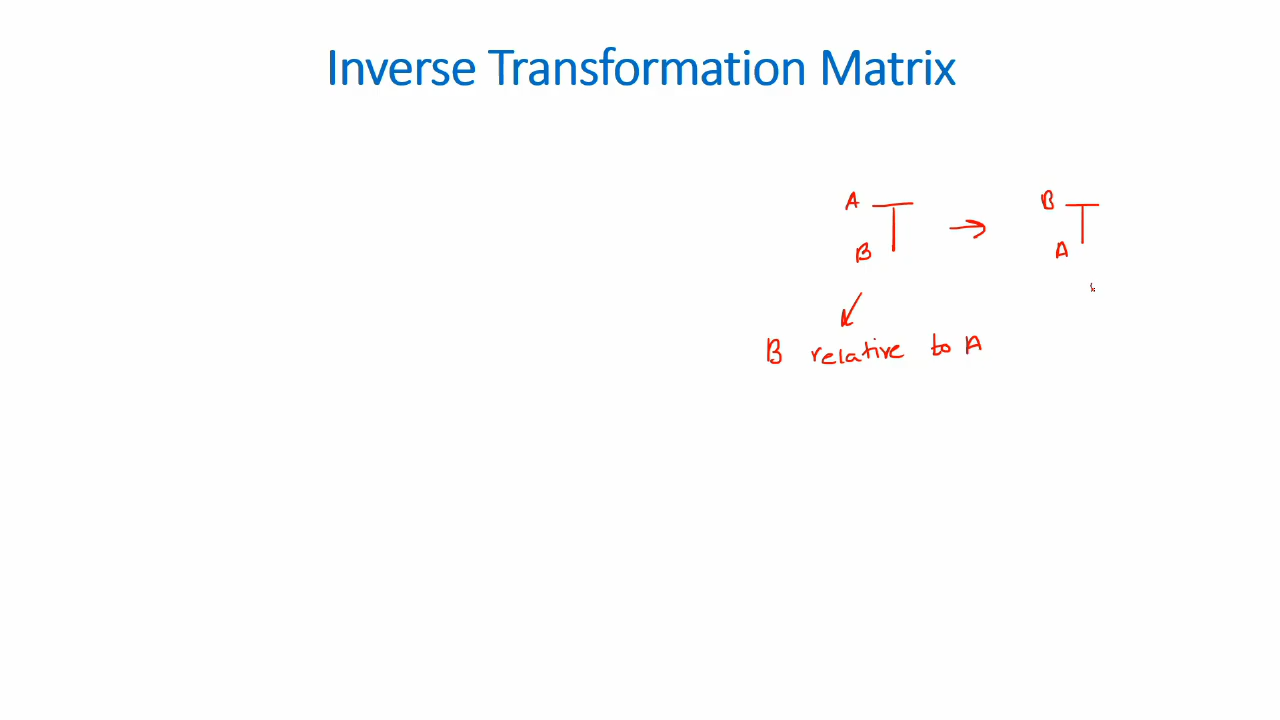 Inverse Transformation Matrix
A T B → B T A
B relative to A